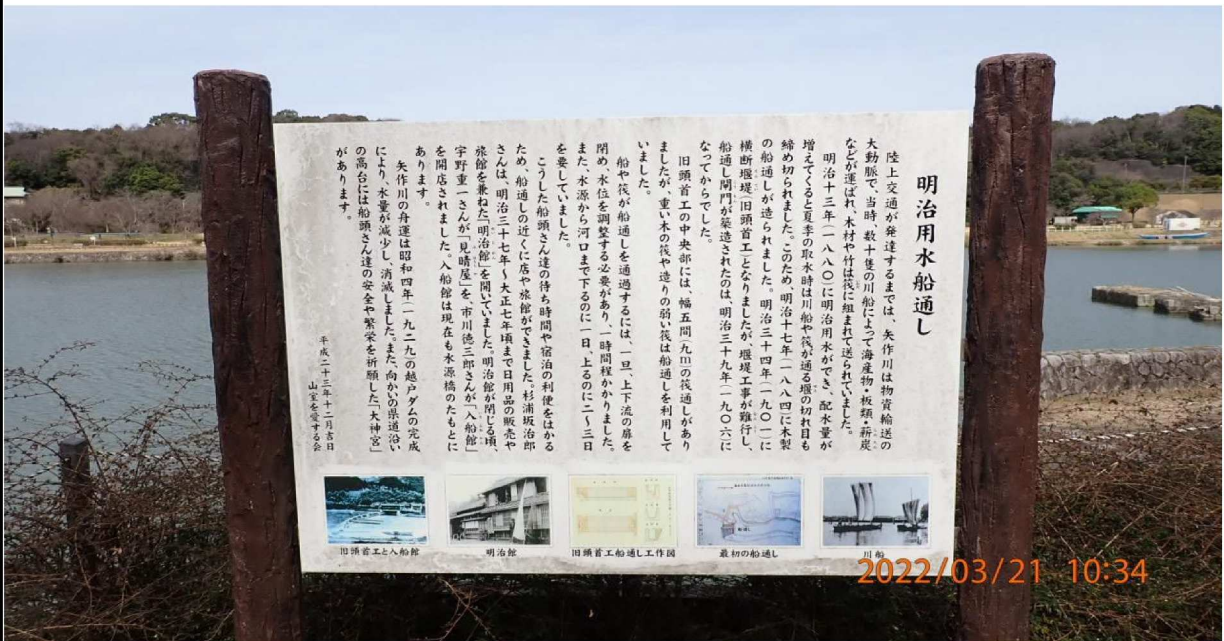 明治用水船通し
陸上交通が発達するまでは、矢作川は物資輸送の
大動脈で、当時、数十隻の川船によって海産物・板類・薪炭
などが運ばれ、木材や竹は筏に組まれて送られていました。
明治十三年(一八八〇)に明治用水ができ、配水量が
増えてくると夏季の取水時は川船や筏が通る堰の切れ目も
締め切られました。このため、明治十七年(一八八四)に木製
の船通しが造られました。明治三十四年(一九〇一)に
横断堰堤(旧頭首工)となりましたが、堰堤工事が難行し、
船通し閘門が築造されたのは、明治三十九年(一九〇六)に
なってからでした。
旧頭首工の中央部には、幅五間(九m)の筏通しがあり
ましたが、重い木の筏や造りの弱い筏は船通しを利用して
いました。
船や筏が船通しを通過するには、一旦、上下流の扉を
閉め、水位を調整する必要があり、一時間程かかりました。
また、水源から河口まで下るのに一日、上るのに二〜三日
を要していました。
こうした船頭さん達の待ち時間や宿泊の利便をはかる
ため、船通しの近くに店や旅館ができました。杉浦坂治郎
さんは、明治三十七年〜大正七年頃まで日用品の販売や
旅館を兼ねた「明治館」を開いていました。明治館が閉じる頃、
宇野重一さんが「見晴屋」を、市川徳三郎さんが「入船館」
を開店されました。入船館は現在も水源橋のたもとに
あります。
矢作川の舟運は昭和四年(一九二九)の越戸ダムの完成
により、水量が減少し、消滅しました。また、向かいの県道沿い
の高台には船頭さん達の安全や繁栄を祈願した「大神宮」
があります。
平成二十三年十二月吉日
山室を愛する会
旧頭首工と入船館
明治館
旧頭首工船通し工作図
最初の船通し
川船
2022/03/21 10:34